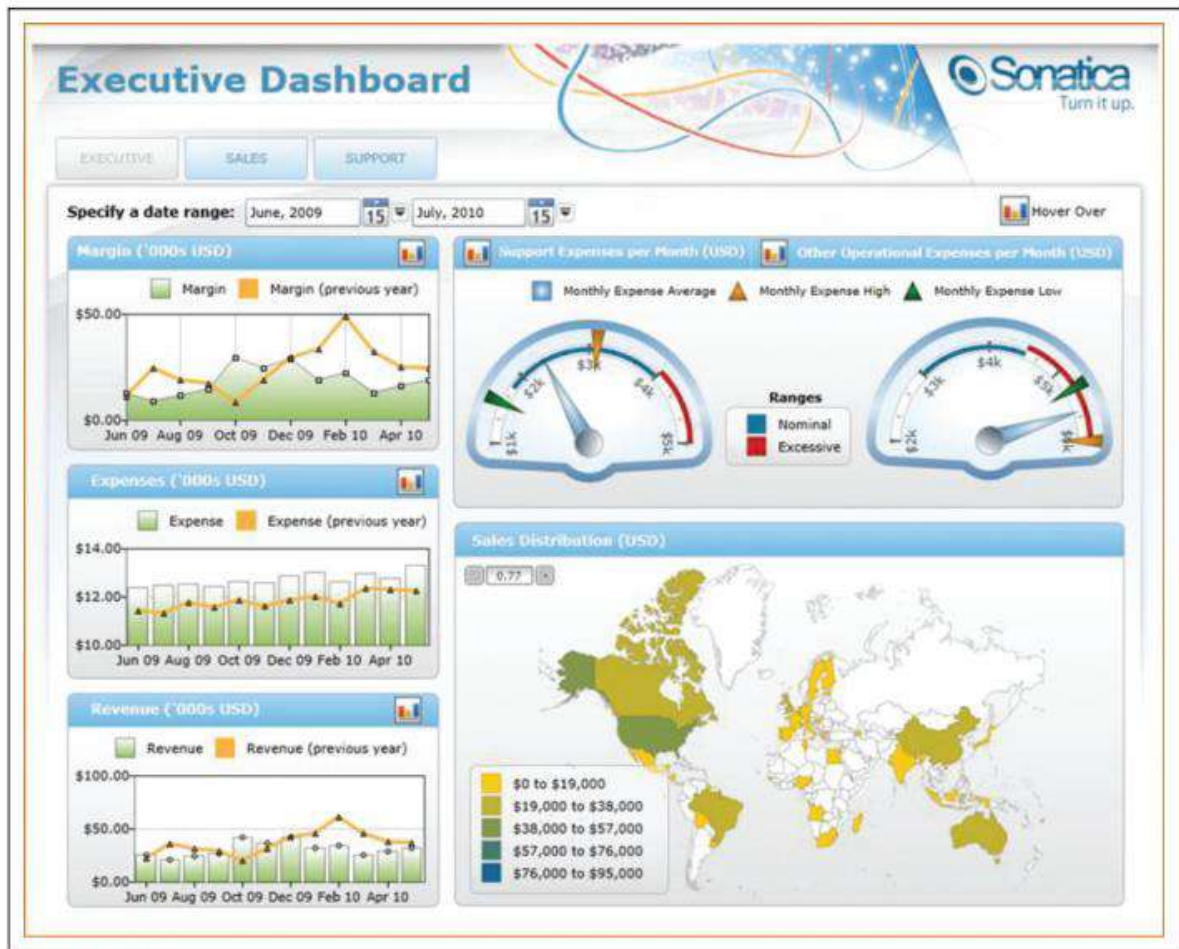 Executive Dashboard
Sonatica
Turn it up.
EXECUTIVE
SALES
SUPPORT
Specify a date range:
June, 2009
15
July, 2010
15
Hover Over
Margin ('000s USD)
Margin
Margin (previous year)
$50.00
$0.00
Jun 09 Aug 09 Oct 09 Dec 09 Feb 10 Apr 10
Expenses ('000s USD)
Expense
Expense (previous year)
$14.00
$12.00
$10.00
Jun 09 Aug 09 Oct 09 Dec 09 Feb 10 Apr 10
Revenue ('000s USD)
Revenue
Revenue (previous year)
$100.00
$50.00
$0.00
Jun 09 Aug 09 Oct 09 Dec 09 Feb 10 Apr 10
Support Expenses per Month (USD)
Other Operational Expenses per Month (USD)
Monthly Expense Average
Monthly Expense High
Monthly Expense Low
$1k
$2k
$3k
$4k
$5k
Ranges
Nominal
Excessive
$2k
$3k
$4k
$5k
$6k
Sales Distribution (USD)
0.77
$0 to $19,000
$19,000 to $38,000
$38,000 to $57,000
$57,000 to $76,000
$76,000 to $95,000